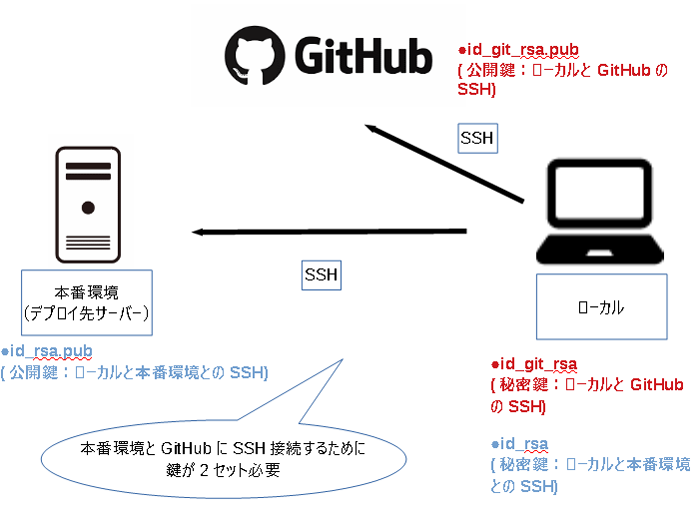 GitHub
●id_git_rsa.pub
(公開鍵：ローカルと GitHub の
SSH)
SSH
SSH
本番環境
(デプロイ先サーバー)
ローカル
●id_rsa.pub
(公開鍵：ローカルと本番環境との SSH)
●id_git_rsa
(秘密鍵：ローカルと GitHub
の SSH)
●id_rsa
(秘密鍵：ローカルと本番環境
との SSH)
本番環境と GitHub に SSH 接続するために
鍵が 2 セット必要